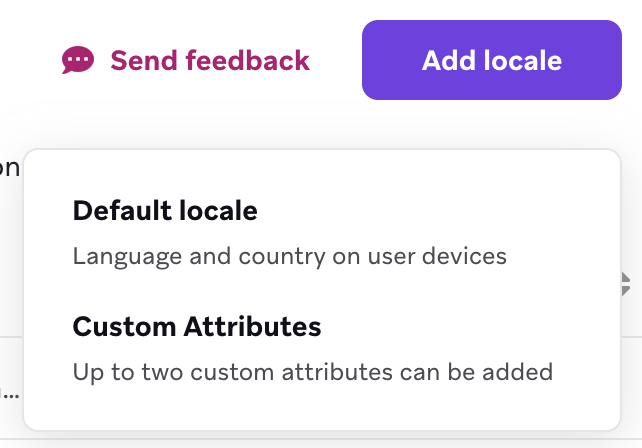 Send feedback
Add locale
on
Default locale
Language and country on user devices
Custom Attributes
Up to two custom attributes can be added
...